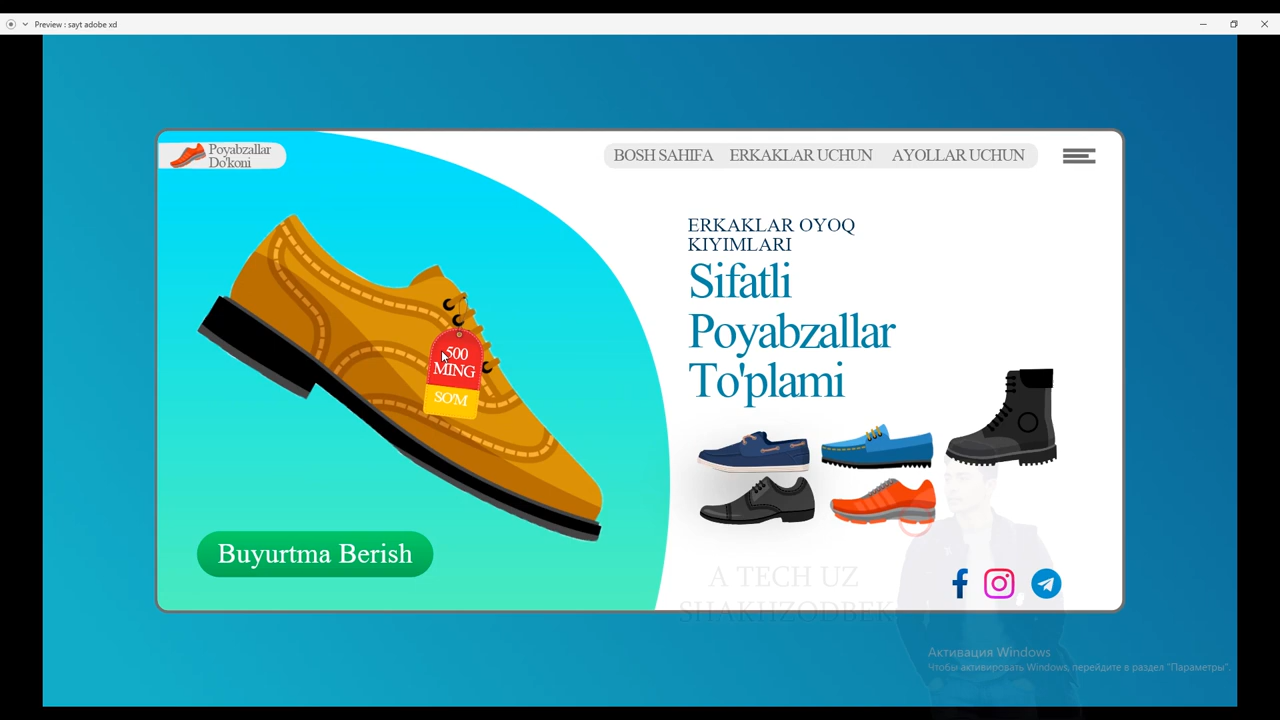 Preview : sayt adobe xd
Poyabzallar
Do'koni
BOSH SAHIFA ERKAKLAR UCHUN AYOLLAR UCHUN
ERKAKLAR OYOQ
KIYIMLARI
Sifatli
Poyabzallar
To'plami
500
MING
SO'M
Buyurtma Berish
A TECH UZ
SHAKHZODBEK
Активация Windows
Чтобы активировать Windows, перейдите в раздел "Параметры".